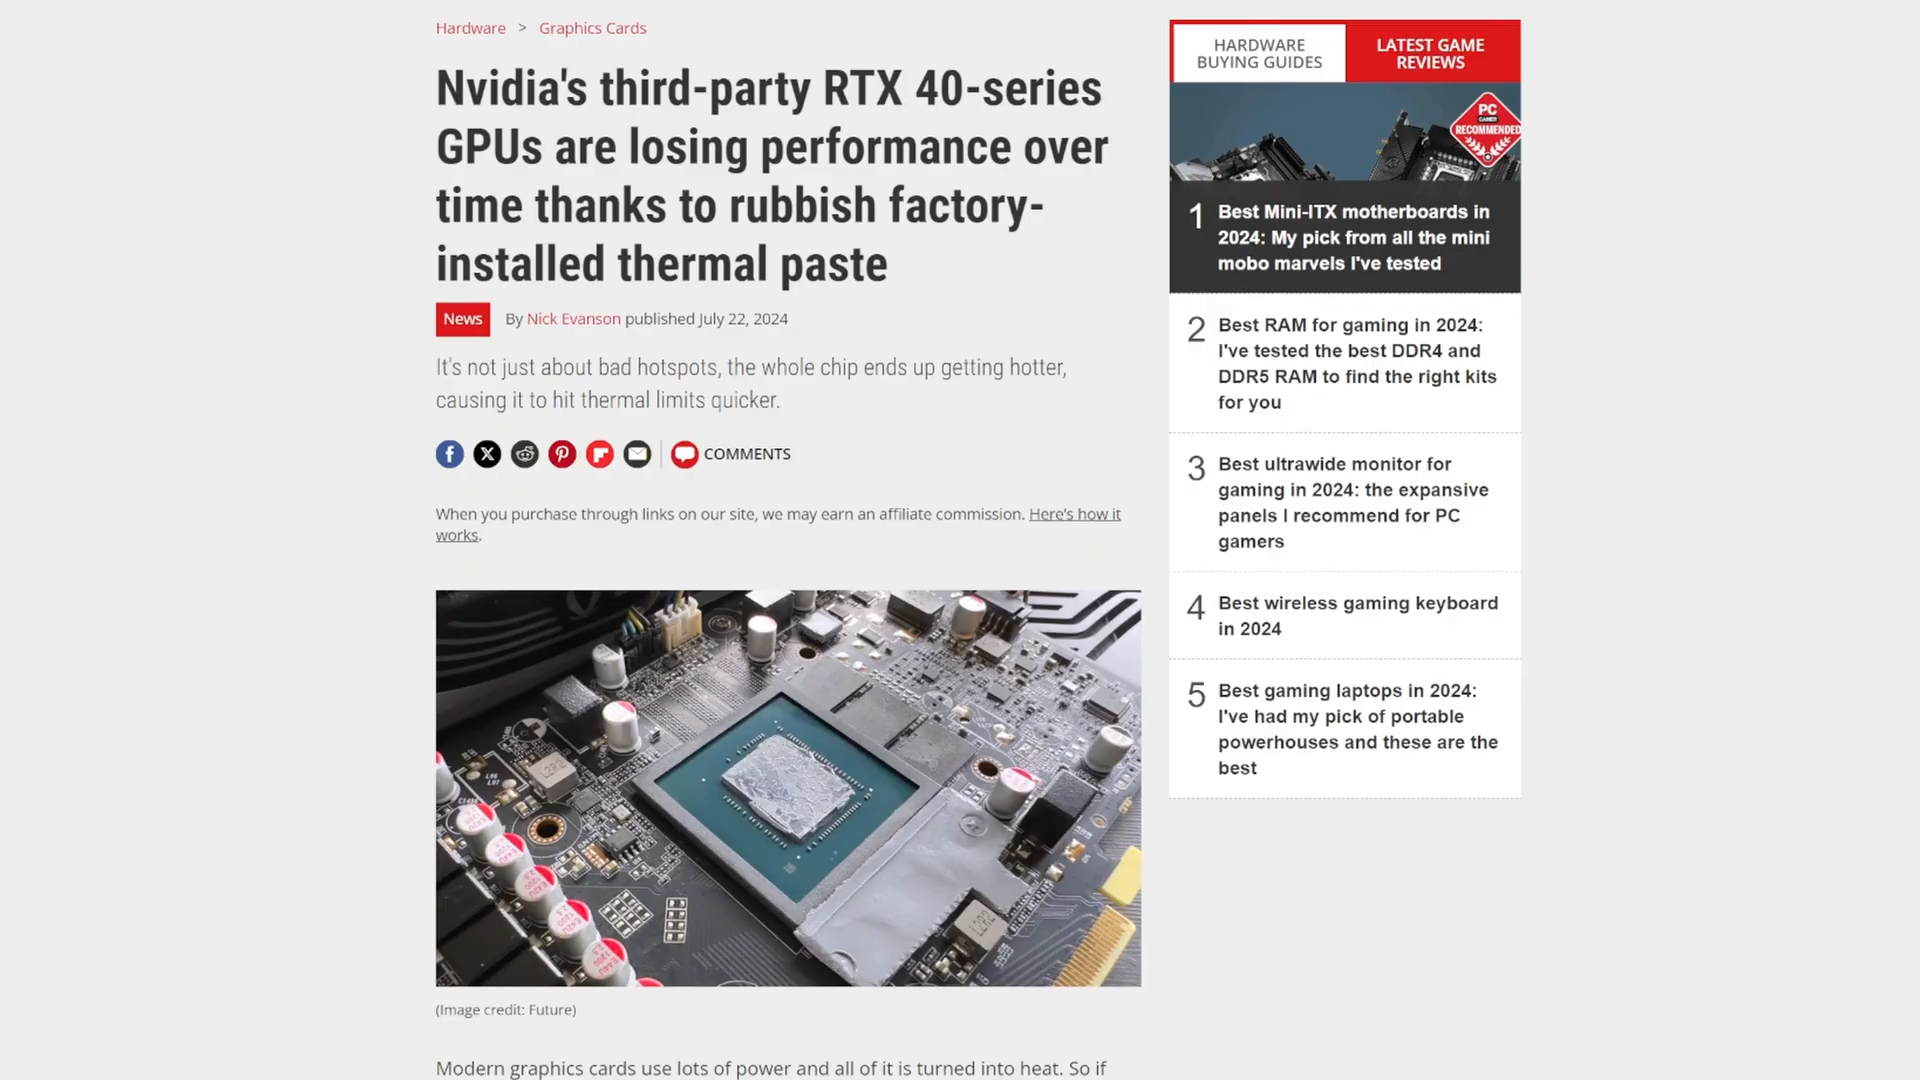 Hardware > Graphics Cards
Nvidia's third-party RTX 40-series
GPUs are losing performance over
time thanks to rubbish factory-
installed thermal paste
News By Nick Evanson published July 22, 2024
It's not just about bad hotspots, the whole chip ends up getting hotter,
causing it to hit thermal limits quicker.
COMMENTS
When you purchase through links on our site, we may earn an affiliate commission. Here's how it
works.
L2R2
L96
L97
L2R2
(Image credit: Future)
Modern graphics cards use lots of power and all of it is turned into heat. So if
HARDWARE
BUYING GUIDES
LATEST GAME
REVIEWS
PC
GAMER
RECOMMENDED
1 Best Mini-ITX motherboards in
2024: My pick from all the mini
mobo marvels I've tested
2 Best RAM for gaming in 2024:
I've tested the best DDR4 and
DDR5 RAM to find the right kits
for you
3 Best ultrawide monitor for
gaming in 2024: the expansive
panels I recommend for PC
gamers
4 Best wireless gaming keyboard
in 2024
5 Best gaming laptops in 2024:
I've had my pick of portable
powerhouses and these are the
best